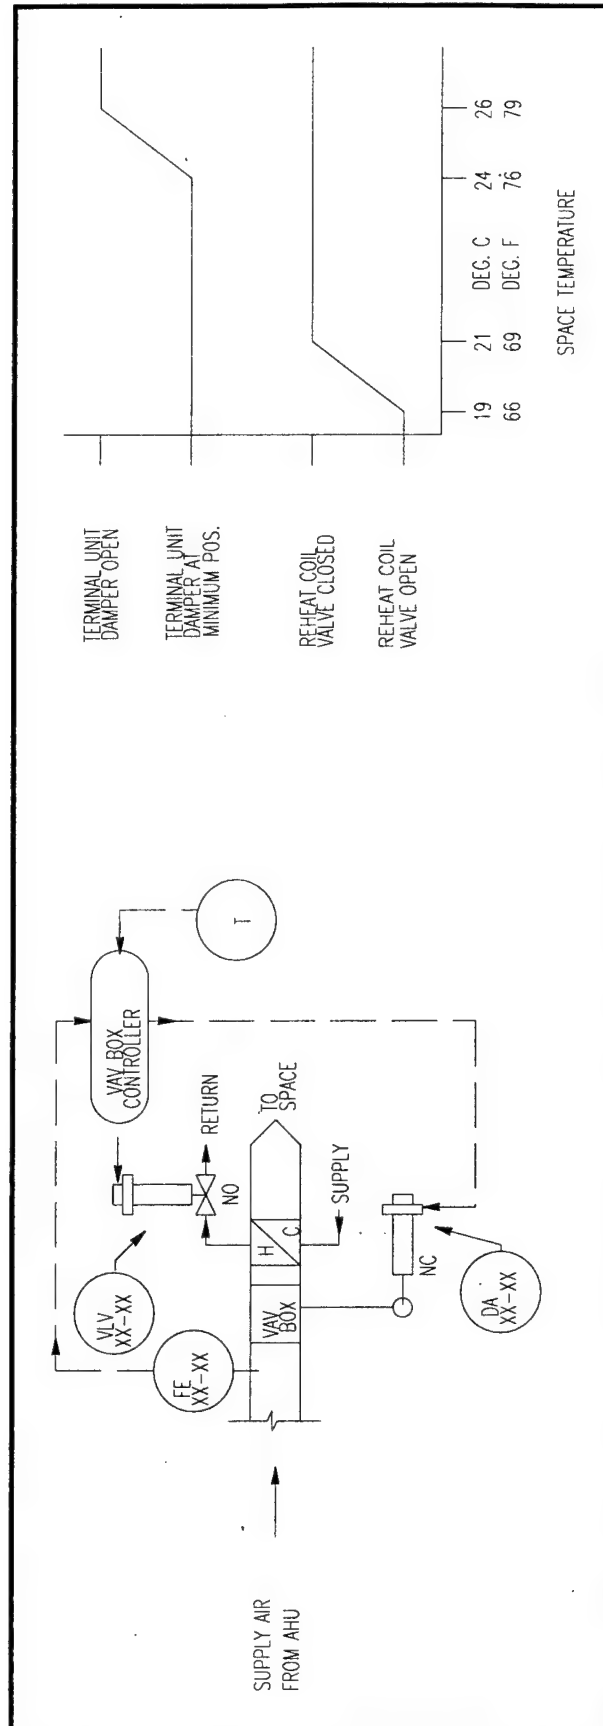 SUPPLY AIR
FROM AHU
FE
XX-XX
VLV
XX-XX
VAV
BOX
H
C
NO
RETURN
SUPPLY
TO
SPACE
NC
DA
XX-XX
VAV BOX
CONTROLLER
T
TERMINAL UNIT
DAMPER OPEN
TERMINAL UNIT
DAMPER AT
MINIMUM POS.
REHEAT COIL
VALVE CLOSED
REHEAT COIL
VALVE OPEN
19 21 DEG. C 24 26
66 69 DEG. F 76 79
SPACE TEMPERATURE